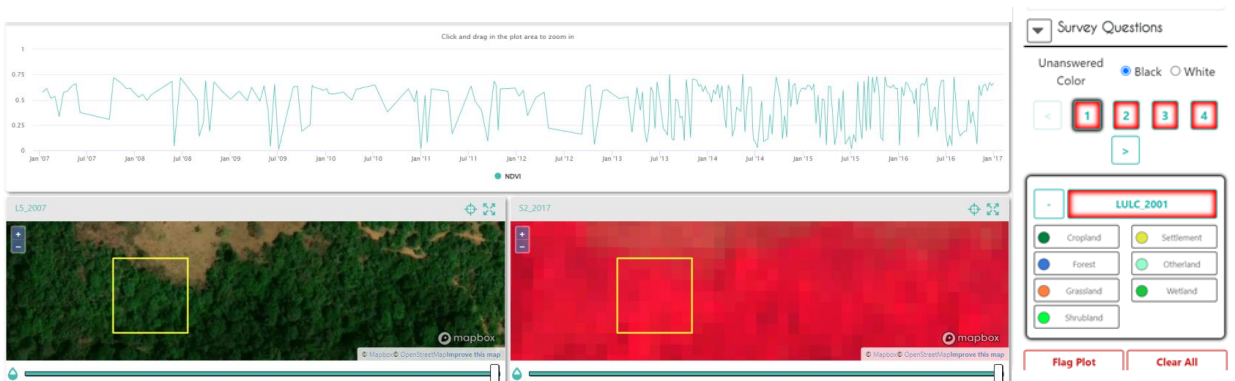 Click and drag in the plot area to zoom in
1
0.75
0.5
0.25
0
Jan '07 Jul '07 Jan '08 Jul '08 Jan '09 Jul '09 Jan '10 Jul '10 Jan '11 Jul '11 Jan '12 Jul '12 Jan '13 Jul '13 Jan '14 Jul '14 Jan '15 Jul '15 Jan '16 Jul '16 Jan '17
NDVI
L5_2007
+
-
mapbox
© Mapbox © OpenStreetMap Improve this map
S2_2017
+
-
mapbox
© Mapbox © OpenStreetMap Improve this map
Survey Questions
Unanswered
Color
Black White
< 1 2 3 4
>
- LULC_2001
Cropland Settlement
Forest Otherland
Grassland Wetland
Shrubland
Flag Plot Clear All